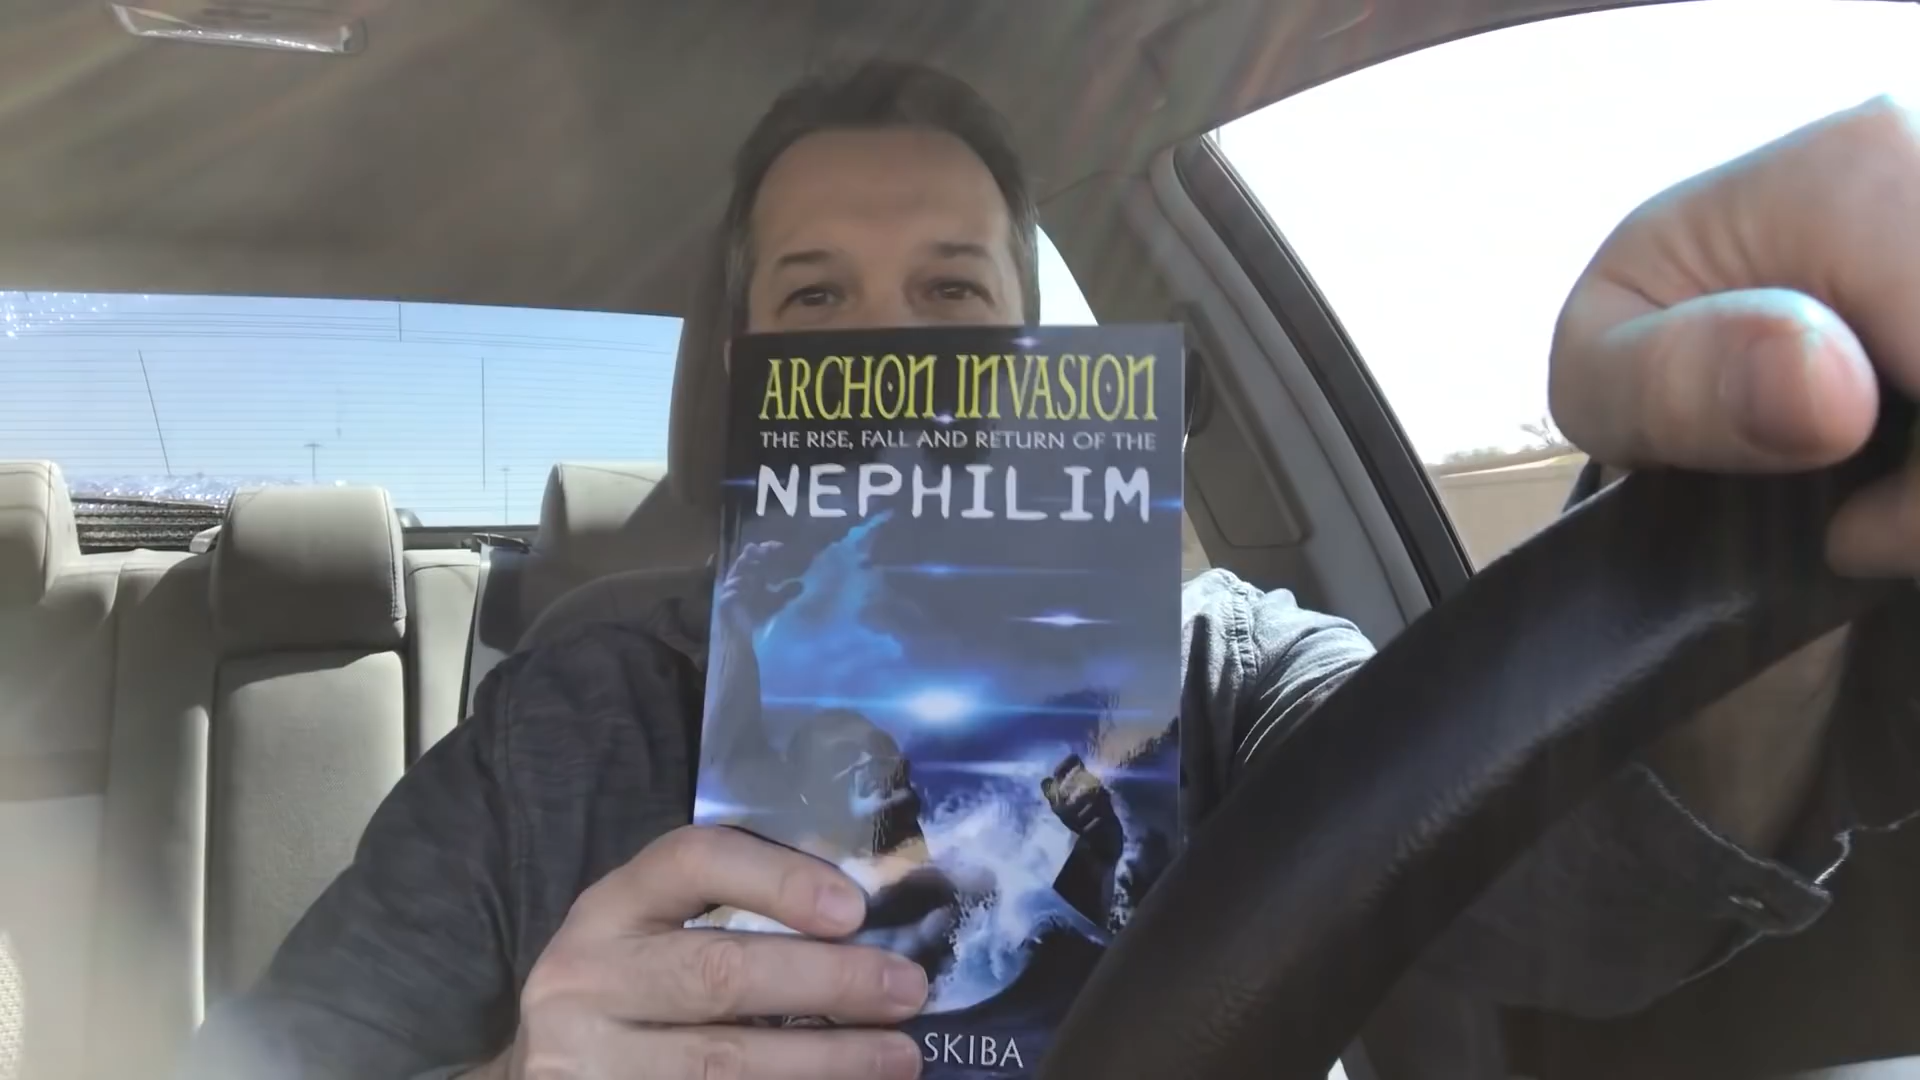 ARCHON INVASION
THE RISE, FALL AND RETURN OF THE
NEPHILIM
SKIBA